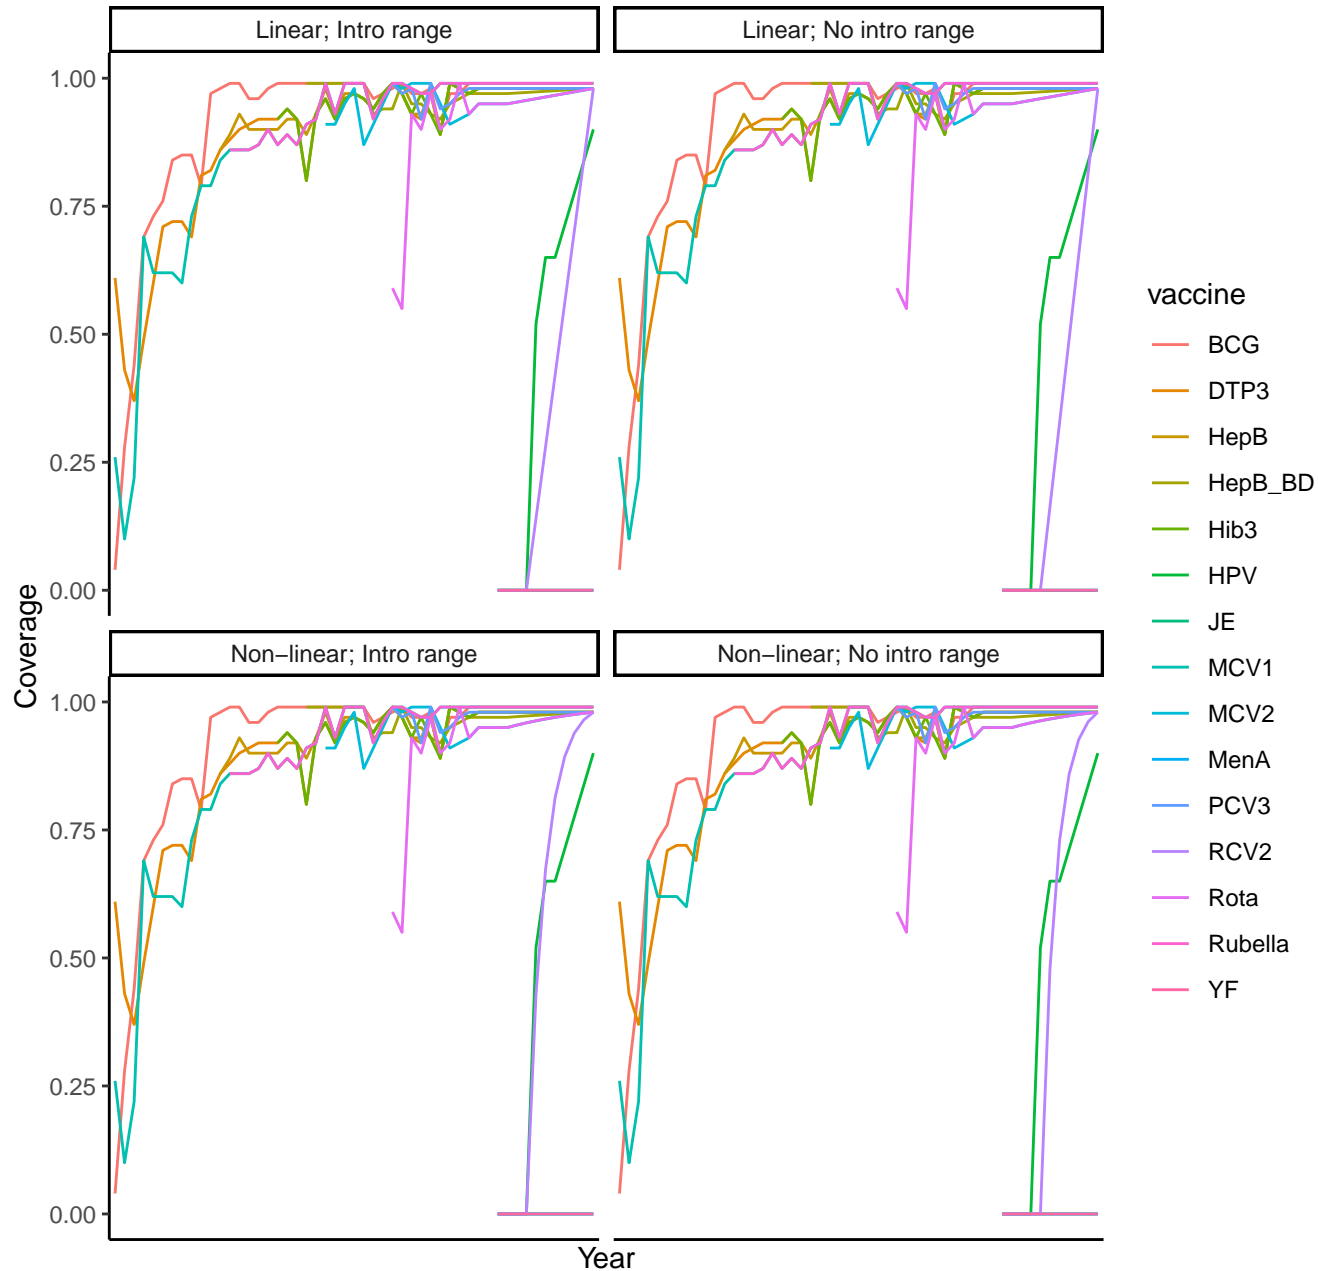 Linear; Intro range
Linear; No intro range
1.00
0.75
0.50
0.25
0.00
Non−linear; Intro range
Non−linear; No intro range
1.00
0.75
0.50
0.25
0.00
Coverage
Year
vaccine
BCG
DTP3
HepB
HepB_BD
Hib3
HPV
JE
MCV1
MCV2
MenA
PCV3
RCV2
Rota
Rubella
YF